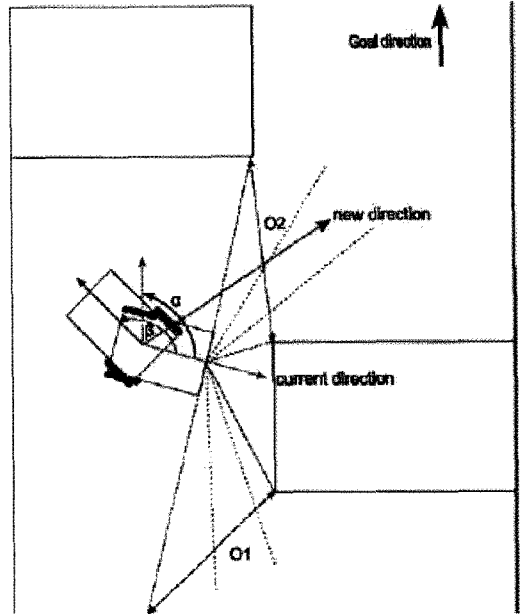 Goal direction
O2
new direction
α
β
current direction
O1